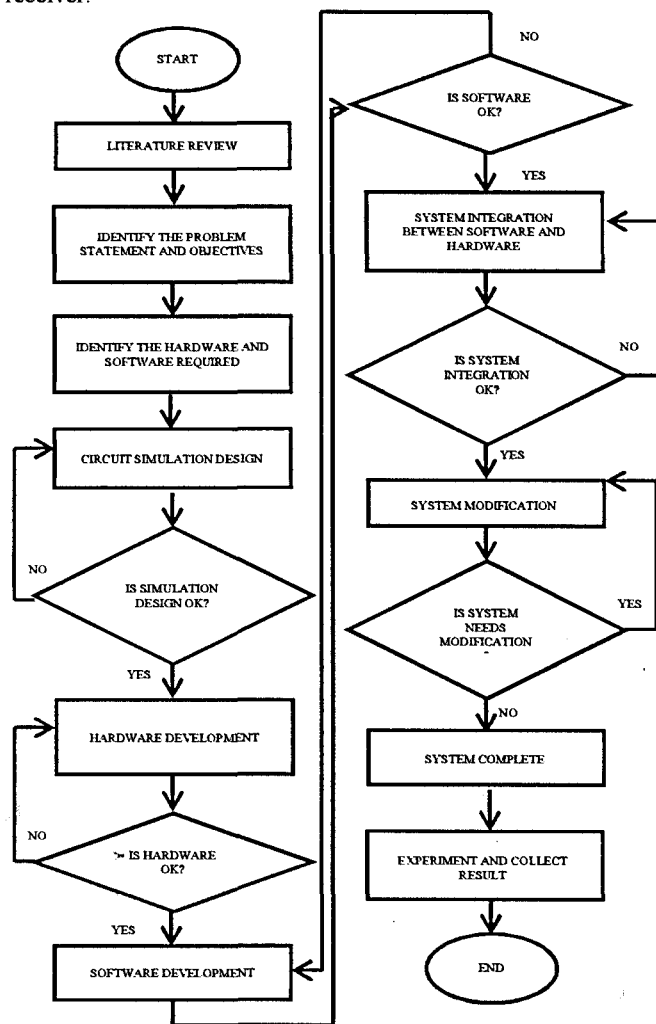 receiver.
START
LITERATURE REVIEW
IDENTIFY THE PROBLEM
STATEMENT AND OBJECTIVES
IDENTIFY THE HARDWARE AND
SOFTWARE REQUIRED
CIRCUIT SIMULATION DESIGN
NO
IS SIMULATION
DESIGN OK?
YES
HARDWARE DEVELOPMENT
NO
IS HARDWARE
OK?
YES
SOFTWARE DEVELOPMENT
NO
IS SOFTWARE
OK?
YES
SYSTEM INTEGRATION
BETWEEN SOFTWARE AND
HARDWARE
IS SYSTEM
INTEGRATION
OK?
NO
YES
SYSTEM MODIFICATION
IS SYSTEM
NEEDS
MODIFICATION
YES
NO
SYSTEM COMPLETE
EXPERIMENT AND COLLECT
RESULT
END